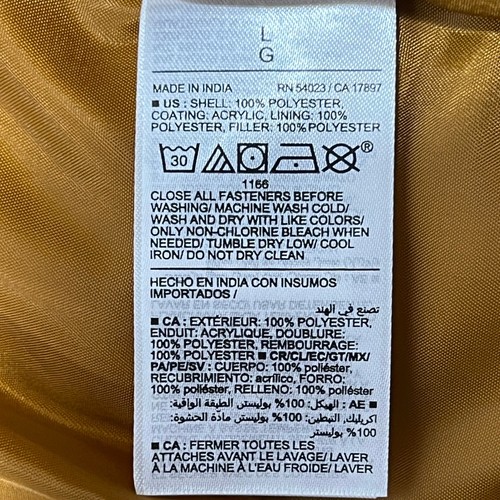 L
G
MADE IN INDIA RN 54023 / CA 17897
■ US : SHELL: 100% POLYESTER,
COATING: ACRYLIC, LINING: 100%
POLYESTER, FILLER: 100% POLYESTER
30 ®
1166
CLOSE ALL FASTENERS BEFORE
WASHING/ MACHINE WASH COLD/
WASH AND DRY WITH LIKE COLORS/
ONLY NON-CHLORINE BLEACH WHEN
NEEDED/ TUMBLE DRY LOW/ COOL
IRON/ DO NOT DRY CLEAN
HECHO EN INDIA CON INSUMOS
IMPORTADOS /
تصنع في الهند
■ CA : EXTÉRIEUR: 100% POLYESTER,
ENDUIT: ACRYLIQUE, DOUBLURE:
100% POLYESTER, REMBOURRAGE:
100% POLYESTER ■ CR/CL/EC/GT/MX/
PA/PE/SV : CUERPO: 100% poliéster,
RECUBRIMIENTO: acrílico, FORRO:
100% poliéster, RELLENO: 100% poliéster
■ AE : الهيكل: 100% بوليستر, الطبقة الواقية:
اكريليك, التبطين: 100% بوليستر, مادة الحشوة:
100% بوليستر
■ CA : FERMER TOUTES LES
ATTACHES AVANT LE LAVAGE/ LAVER
À LA MACHINE À L'EAU FROIDE/ LAVER